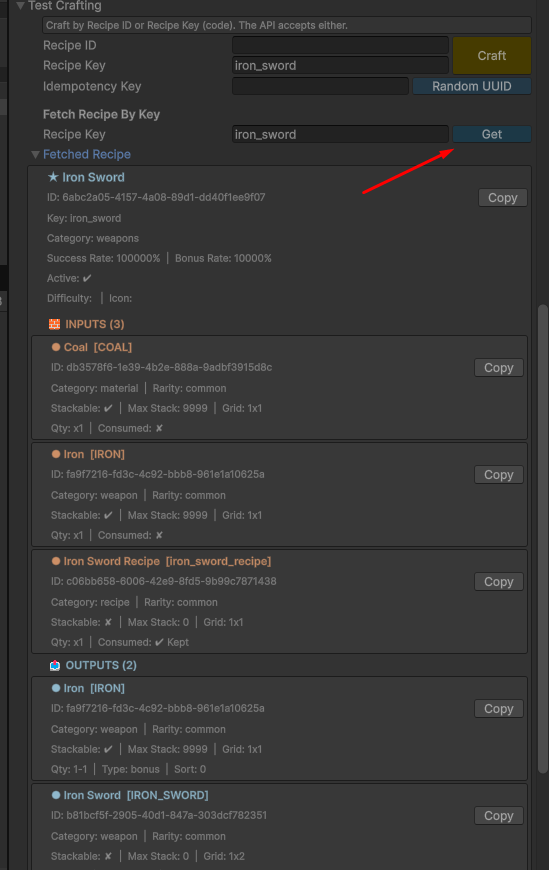 Test Crafting
Craft by Recipe ID or Recipe Key (code). The API accepts either.
Recipe ID
Recipe Key iron_sword Craft
Idempotency Key Random UUID
Fetch Recipe By Key
Recipe Key iron_sword Get
Fetched Recipe
★ Iron Sword
ID: 6abc2a05-4157-4a08-89d1-dd40f1ee9f07 Copy
Key: iron_sword
Category: weapons
Success Rate: 100000% | Bonus Rate: 10000%
Active: ✔
Difficulty: | Icon:
INPUTS (3)
Coal [COAL]
ID: db3578f6-1e39-4b2e-888a-9adbf3915d8c Copy
Category: material | Rarity: common
Stackable: ✔ | Max Stack: 9999 | Grid: 1x1
Qty: x1 | Consumed: ✘
Iron [IRON]
ID: fa9f7216-fd3c-4c92-bbb8-961e1a10625a Copy
Category: weapon | Rarity: common
Stackable: ✔ | Max Stack: 9999 | Grid: 1x1
Qty: x1 | Consumed: ✘
Iron Sword Recipe [iron_sword_recipe]
ID: c06bb658-6006-42e9-8fd5-9b99c7871438 Copy
Category: recipe | Rarity: common
Stackable: ✘ | Max Stack: 0 | Grid: 1x1
Qty: x1 | Consumed: ✔ Kept
OUTPUTS (2)
Iron [IRON]
ID: fa9f7216-fd3c-4c92-bbb8-961e1a10625a Copy
Category: weapon | Rarity: common
Stackable: ✔ | Max Stack: 9999 | Grid: 1x1
Qty: 1-1 | Type: bonus | Sort: 0
Iron Sword [IRON_SWORD]
ID: b81bcf5f-2905-40d1-847a-303dcf782351 Copy
Category: weapon | Rarity: common
Stackable: ✘ | Max Stack: 0 | Grid: 1x2